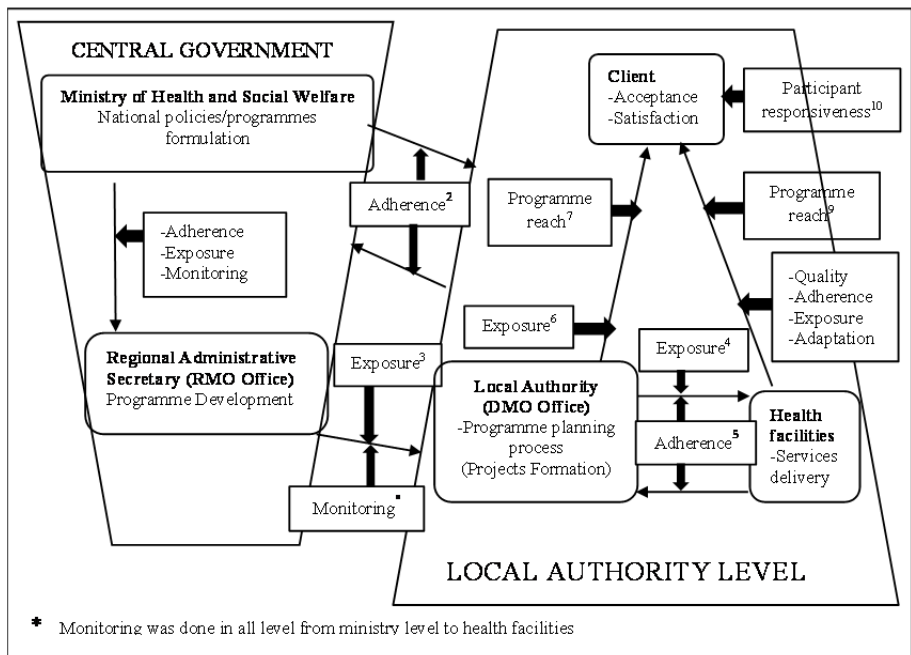 CENTRAL GOVERNMENT
Ministry of Health and Social Welfare
National policies/programmes
formulation
-Adherence
-Exposure
-Monitoring
Regional Administrative
Secretary (RMO Office)
Programme Development
Adherence2
Exposure3
Monitoring*
Client
-Acceptance
-Satisfaction
Participant
responsiveness10
Programme
reach7
Programme
reach9
-Quality
-Adherence
-Exposure
-Adaptation
Exposure6
Exposure4
Local Authority
(DMO Office)
-Programme planning
process
(Projects Formation)
Adherence5
Health
facilities
-Services
delivery
LOCAL AUTHORITY LEVEL
* Monitoring was done in all level from ministry level to health facilities